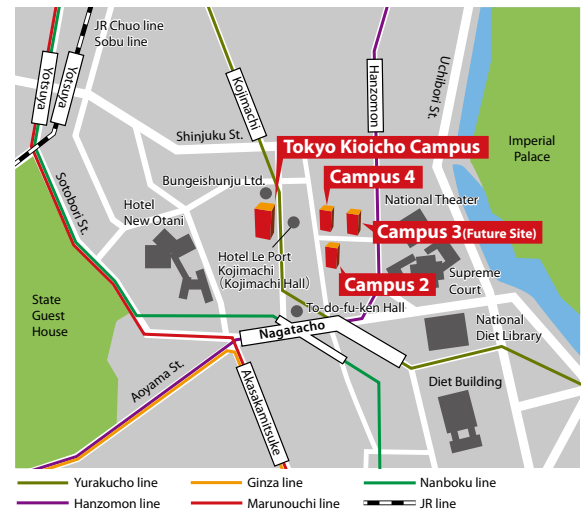 JR Chuo line
Sobu line
Yotsuya
Yotsuya
Kojimachi
Hanzomon
Uchibori St.
Shinjuku St.
Imperial
Palace
Tokyo Kioicho Campus
Bungeishunju Ltd.
Campus 4
Sotobori St.
Hotel
New Otani
National Theater
Campus 3 (Future Site)
Hotel Le Port
Kojimachi
(Kojimachi Hall)
Campus 2
Supreme
Court
State
Guest
House
To-do-fu-ken Hall
Nagatacho
National
Diet Library
Aoyama St.
Akasakamitsuke
Diet Building
Yurakucho line
Ginza line
Nanboku line
Hanzomon line
Marunouchi line
JR line